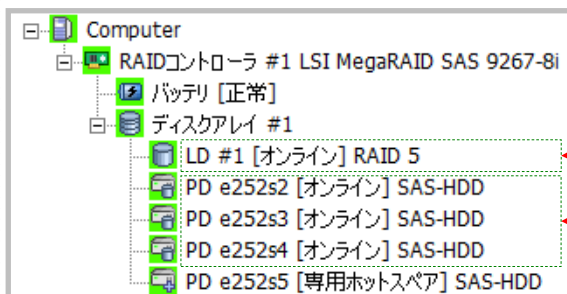 Computer
RAIDコントローラ #1 LSI MegaRAID SAS 9267-8i
バッテリ [正常]
ディスクアレイ #1
LD #1 [オンライン] RAID 5
PD e252s2 [オンライン] SAS-HDD
PD e252s3 [オンライン] SAS-HDD
PD e252s4 [オンライン] SAS-HDD
PD e252s5 [専用ホットスペア] SAS-HDD